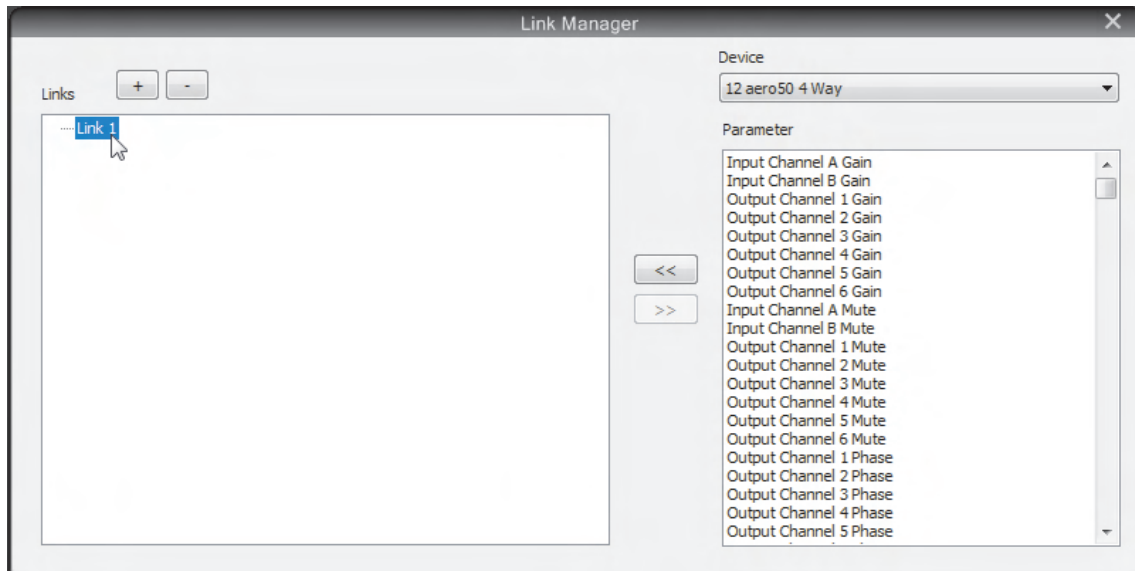 Link Manager
Device
Links + -
12 aero50 4 Way
Link 1
Parameter
Input Channel A Gain
Input Channel B Gain
Output Channel 1 Gain
Output Channel 2 Gain
Output Channel 3 Gain
Output Channel 4 Gain
Output Channel 5 Gain
Output Channel 6 Gain
Input Channel A Mute
Input Channel B Mute
Output Channel 1 Mute
Output Channel 2 Mute
Output Channel 3 Mute
Output Channel 4 Mute
Output Channel 5 Mute
Output Channel 6 Mute
Output Channel 1 Phase
Output Channel 2 Phase
Output Channel 3 Phase
Output Channel 4 Phase
Output Channel 5 Phase
<<
>>